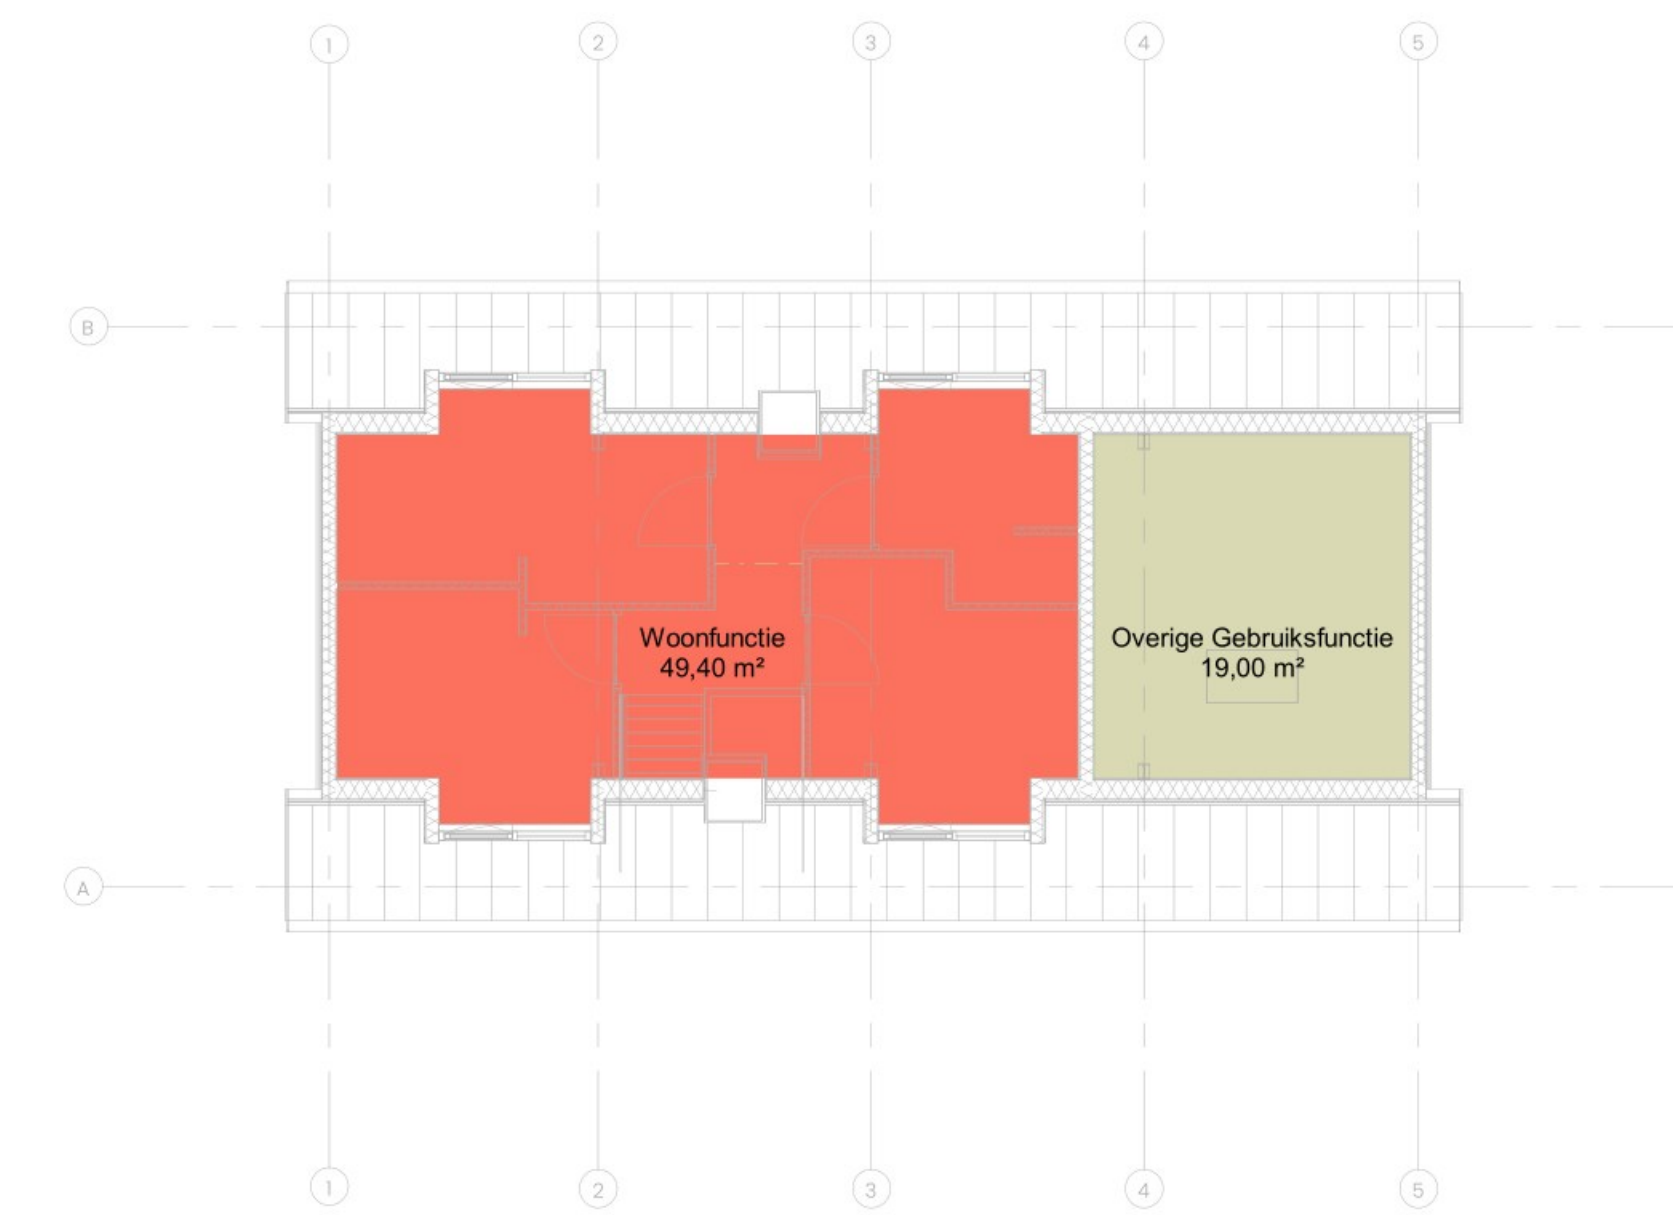 1 2 3 4 5
B
Woonfunctie
49,40 m²
Overige Gebruiksfunctie
19,00 m²
A
1 2 3 4 5